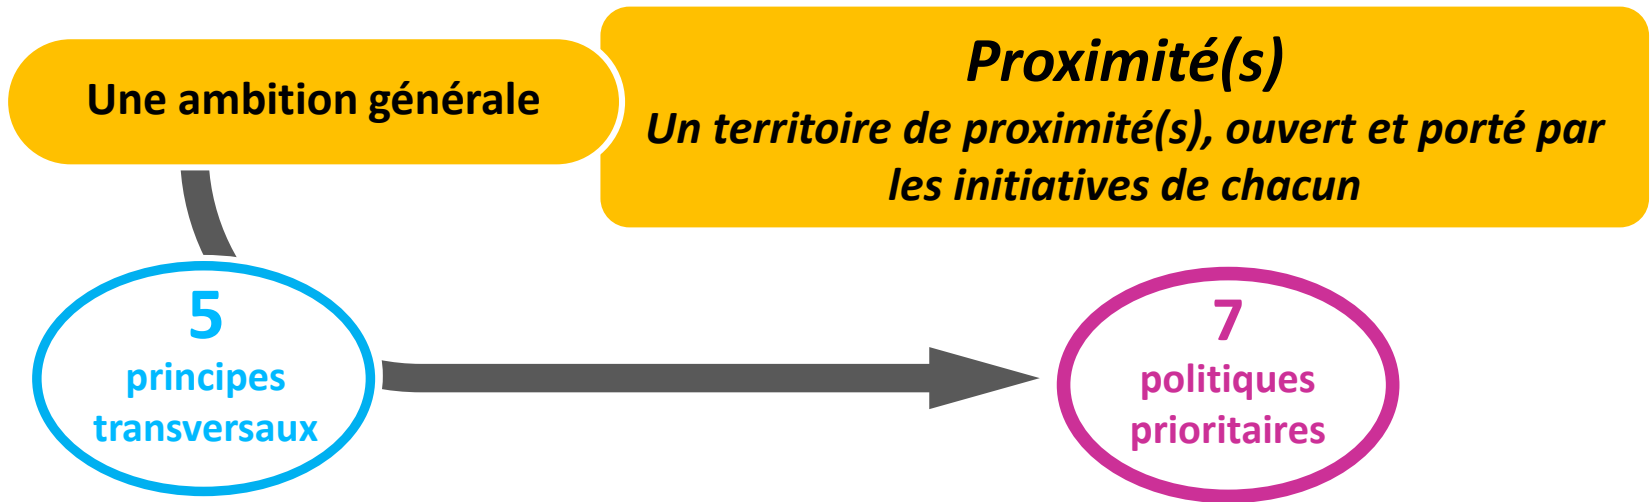 Une ambition générale
Proximité(s)
Un territoire de proximité(s), ouvert et porté par
les initiatives de chacun
5
principes
transversaux
7
politiques
prioritaires